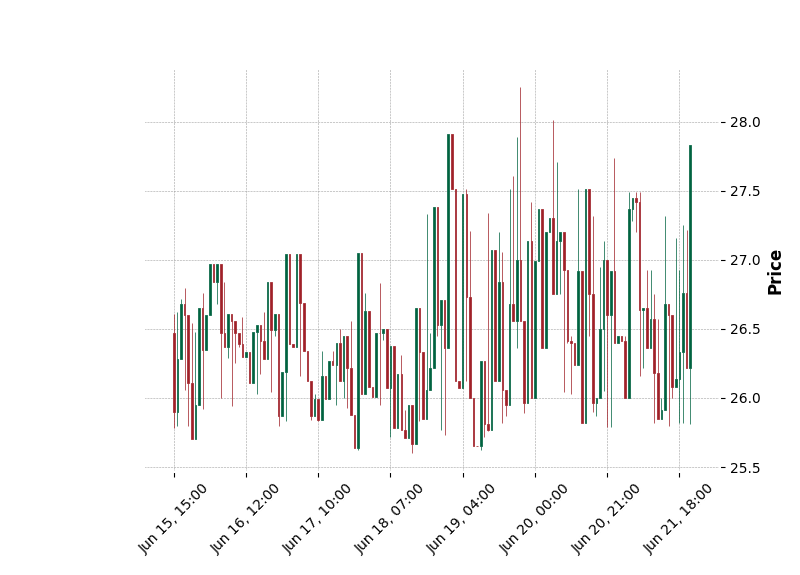 28.0
27.5
27.0
26.5
26.0
25.5
Price
Jun 15, 15:00
Jun 16, 12:00
Jun 17, 10:00
Jun 18, 07:00
Jun 19, 04:00
Jun 20, 00:00
Jun 20, 21:00
Jun 21, 18:00